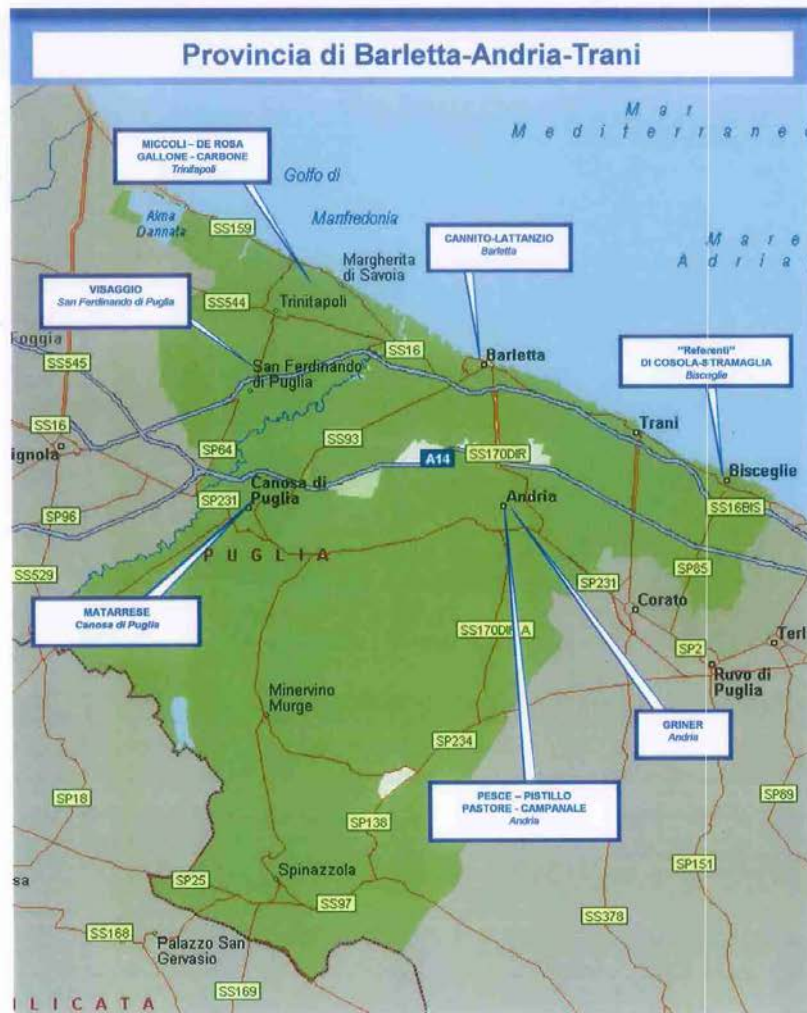 Provincia di Barletta-Andria-Trani
Mar
Mediterraneo
MICCOLI – DE ROSA
GALLONE - CARBONE
Trinitapoli
Golfo di
Manfredonia
Alma
Dannata
SS159
CANNITO-LATTANZIO
Barletta
Mare
Adria
Margherita
di Savoia
VISAGGIO
San Ferdinando di Puglia
SS544
Trinitapoli
Foggia
SS545
SS16
Barletta
"Referenti"
DI COSOLA-STRAMAGLIA
Bisceglie
San Ferdinando
di Puglia
SS16
ignola
SS93
Trani
SP64
A14
SS170DIR
Bisceglie
Canosa di
Puglia
SP231
Andria
SS16BIS
SP96
PUGLIA
SS529
SP231
SP85
MATARRESE
Canosa di Puglia
Corato
SS170DIR A
SP2
Terl
Ruvo di
Puglia
Minervino
Murge
GRINER
Andria
SP234
PESCE – PISTILLO
PASTORE - CAMPANALE
Andria
SP18
SP89
SP138
SP151
sa
SP25
Spinazzola
SS97
SS378
SS168
Palazzo San
Gervasio
SS169
ILICATA